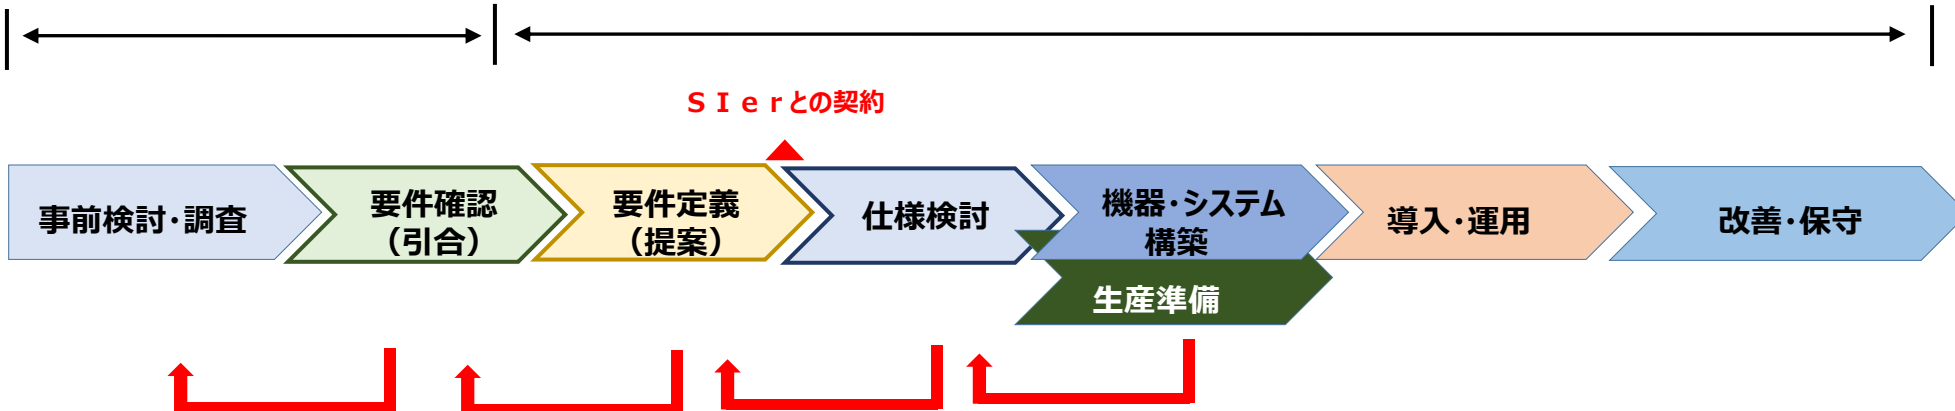 ＳＩｅｒとの契約
事前検討･調査
要件確認
（引合）
要件定義
（提案）
仕様検討
機器･システム
構築
導入･運用
改善･保守
生産準備